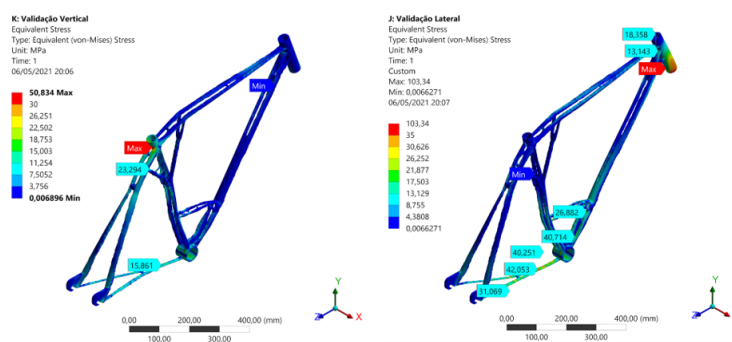 K: Validação Vertical
Equivalent Stress
Type: Equivalent (von-Mises) Stress
Unit: MPa
Time: 1
06/05/2021 20:06
50,834 Max
30
26,251
22,502
18,753
15,003
11,254
7,5052
3,756
0,006896 Min
Min
Max
23,294
15,861
0,00
200,00
400,00 (mm)
100,00
300,00
Y
Z
X
J: Validação Lateral
Equivalent Stress
Type: Equivalent (von-Mises) Stress
Unit: MPa
Time: 1
Custom
Max: 103,34
Min: 0,0066271
06/05/2021 20:07
103,34
35
30,626
26,252
21,877
17,503
13,129
8,755
4,3808
0,0066271
18,358
13,143
Max
Min
26,882
40,714
40,251
42,053
31,069
0,00
200,00
400,00 (mm)
100,00
300,00
Y
Z